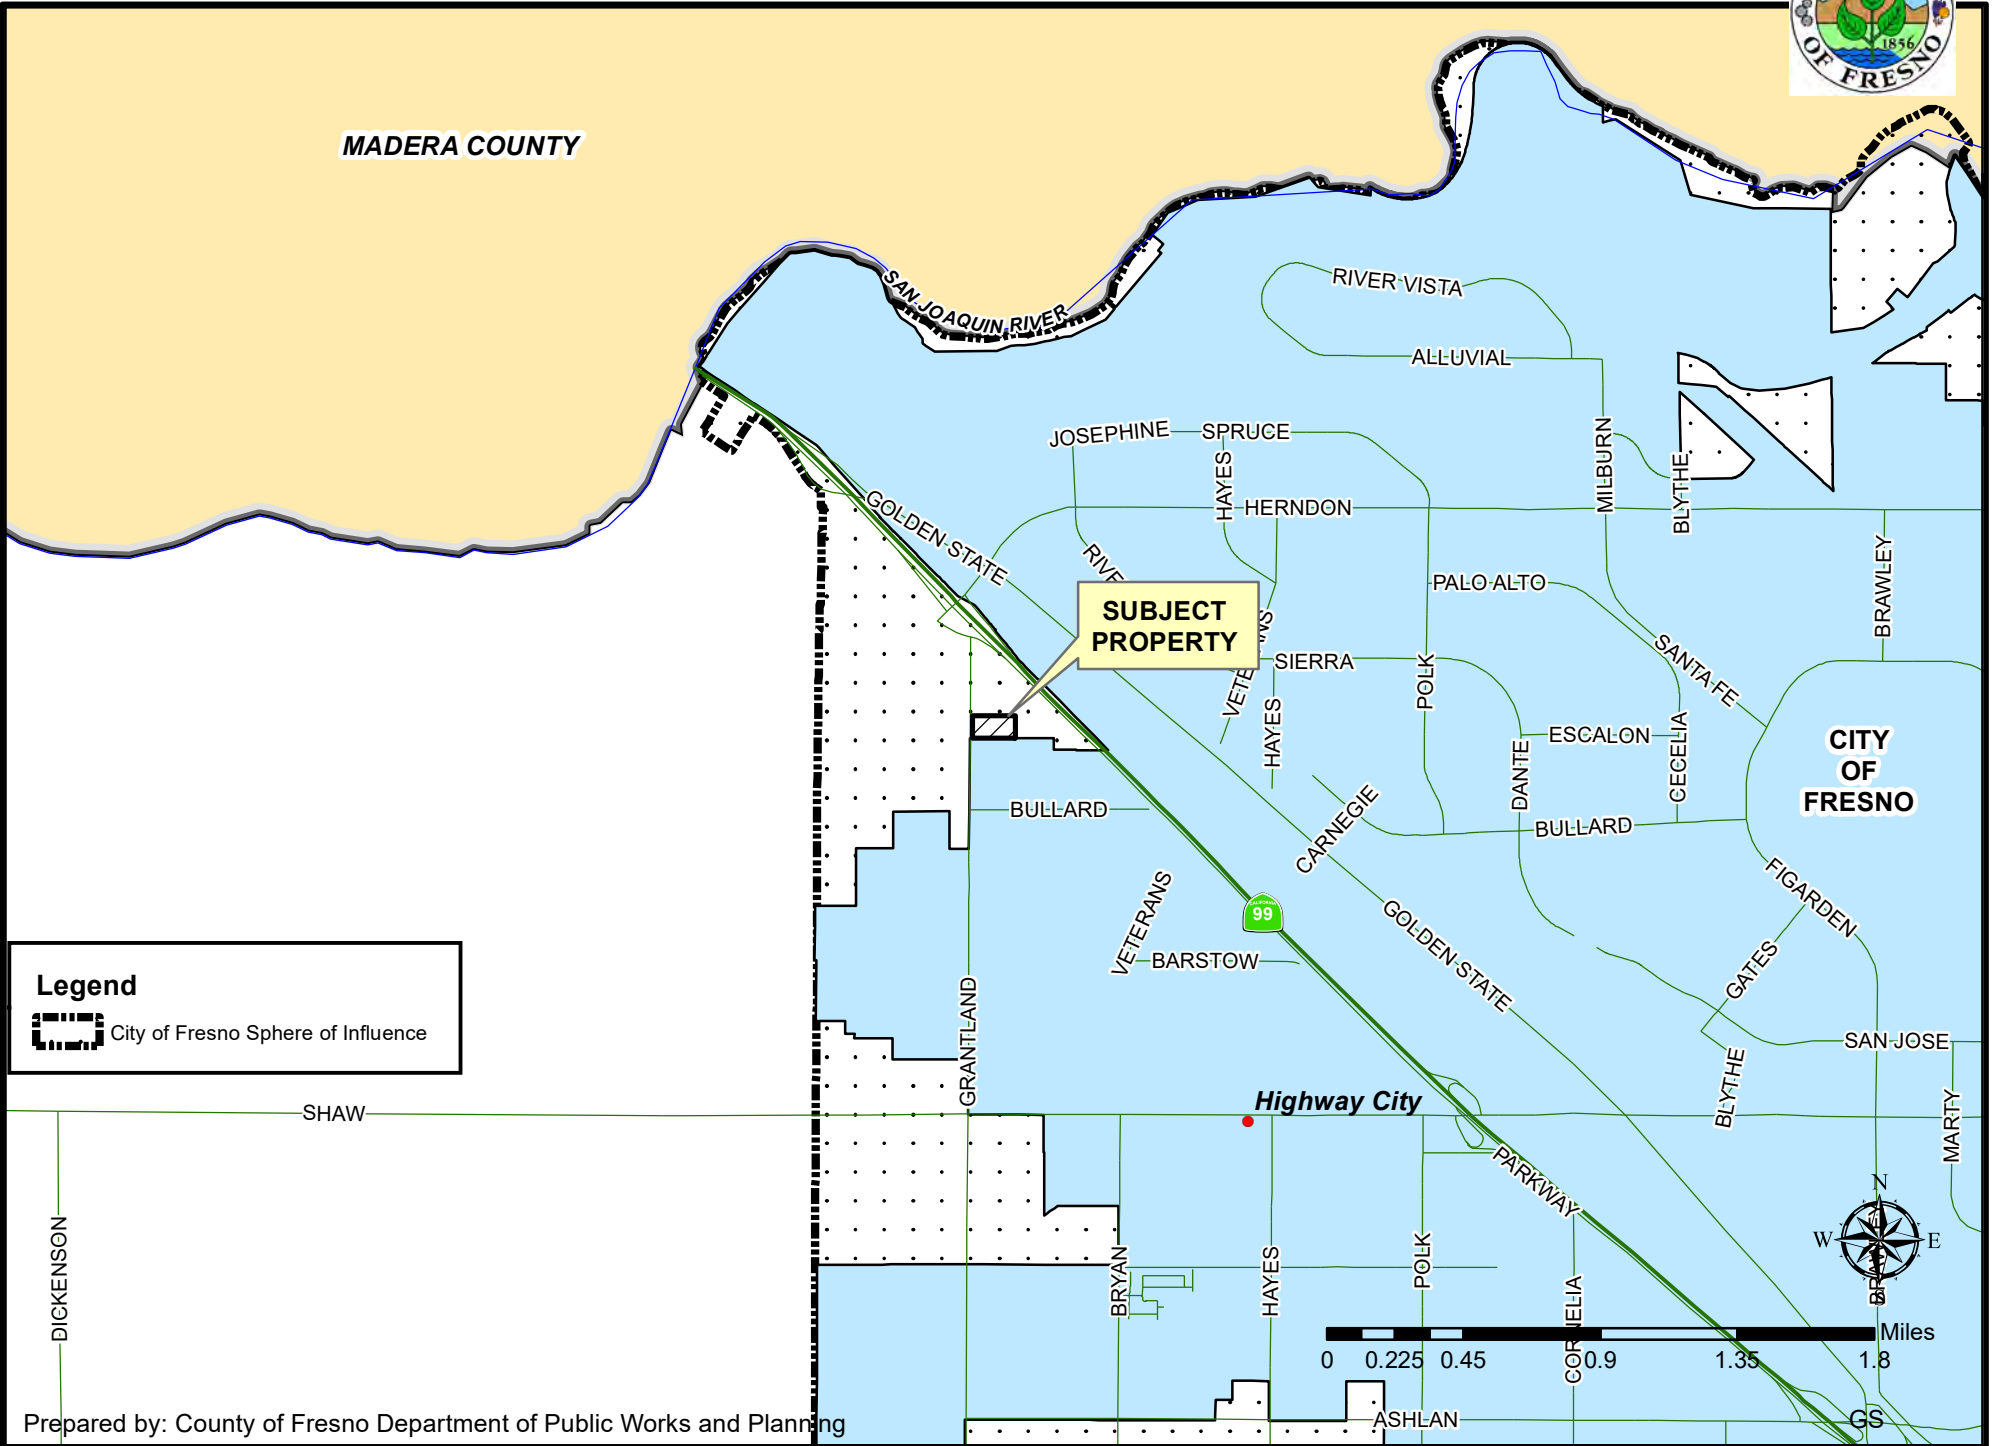 1856
OF FRESNO
MADERA COUNTY
SAN JOAQUIN RIVER
RIVER VISTA
ALLUVIAL
JOSEPHINE
SPRUCE
HAYES
MILBURN
BLYTHE
HERNDON
GOLDEN STATE
BRAWLEY
PALO ALTO
SUBJECT
PROPERTY
SIERRA
POLK
SANTA FE
HAYES
ESCALON
CECELIA
DANTE
CITY
OF
FRESNO
BULLARD
CARNEGIE
BULLARD
FIGARDEN
VETERANS
CALIFORNIA
99
GOLDEN STATE
BARSTOW
GATES
Legend
City of Fresno Sphere of Influence
GRANTLAND
SAN JOSE
BLYTHE
MARTY
SHAW
Highway City
PARKWAY
N
W
E
S
DICKENSON
BRYAN
HAYES
POLK
CORNELIA
Miles
0 0.225 0.45 0.9 1.35 1.8
ASHLAN
GS
Prepared by: County of Fresno Department of Public Works and Planning